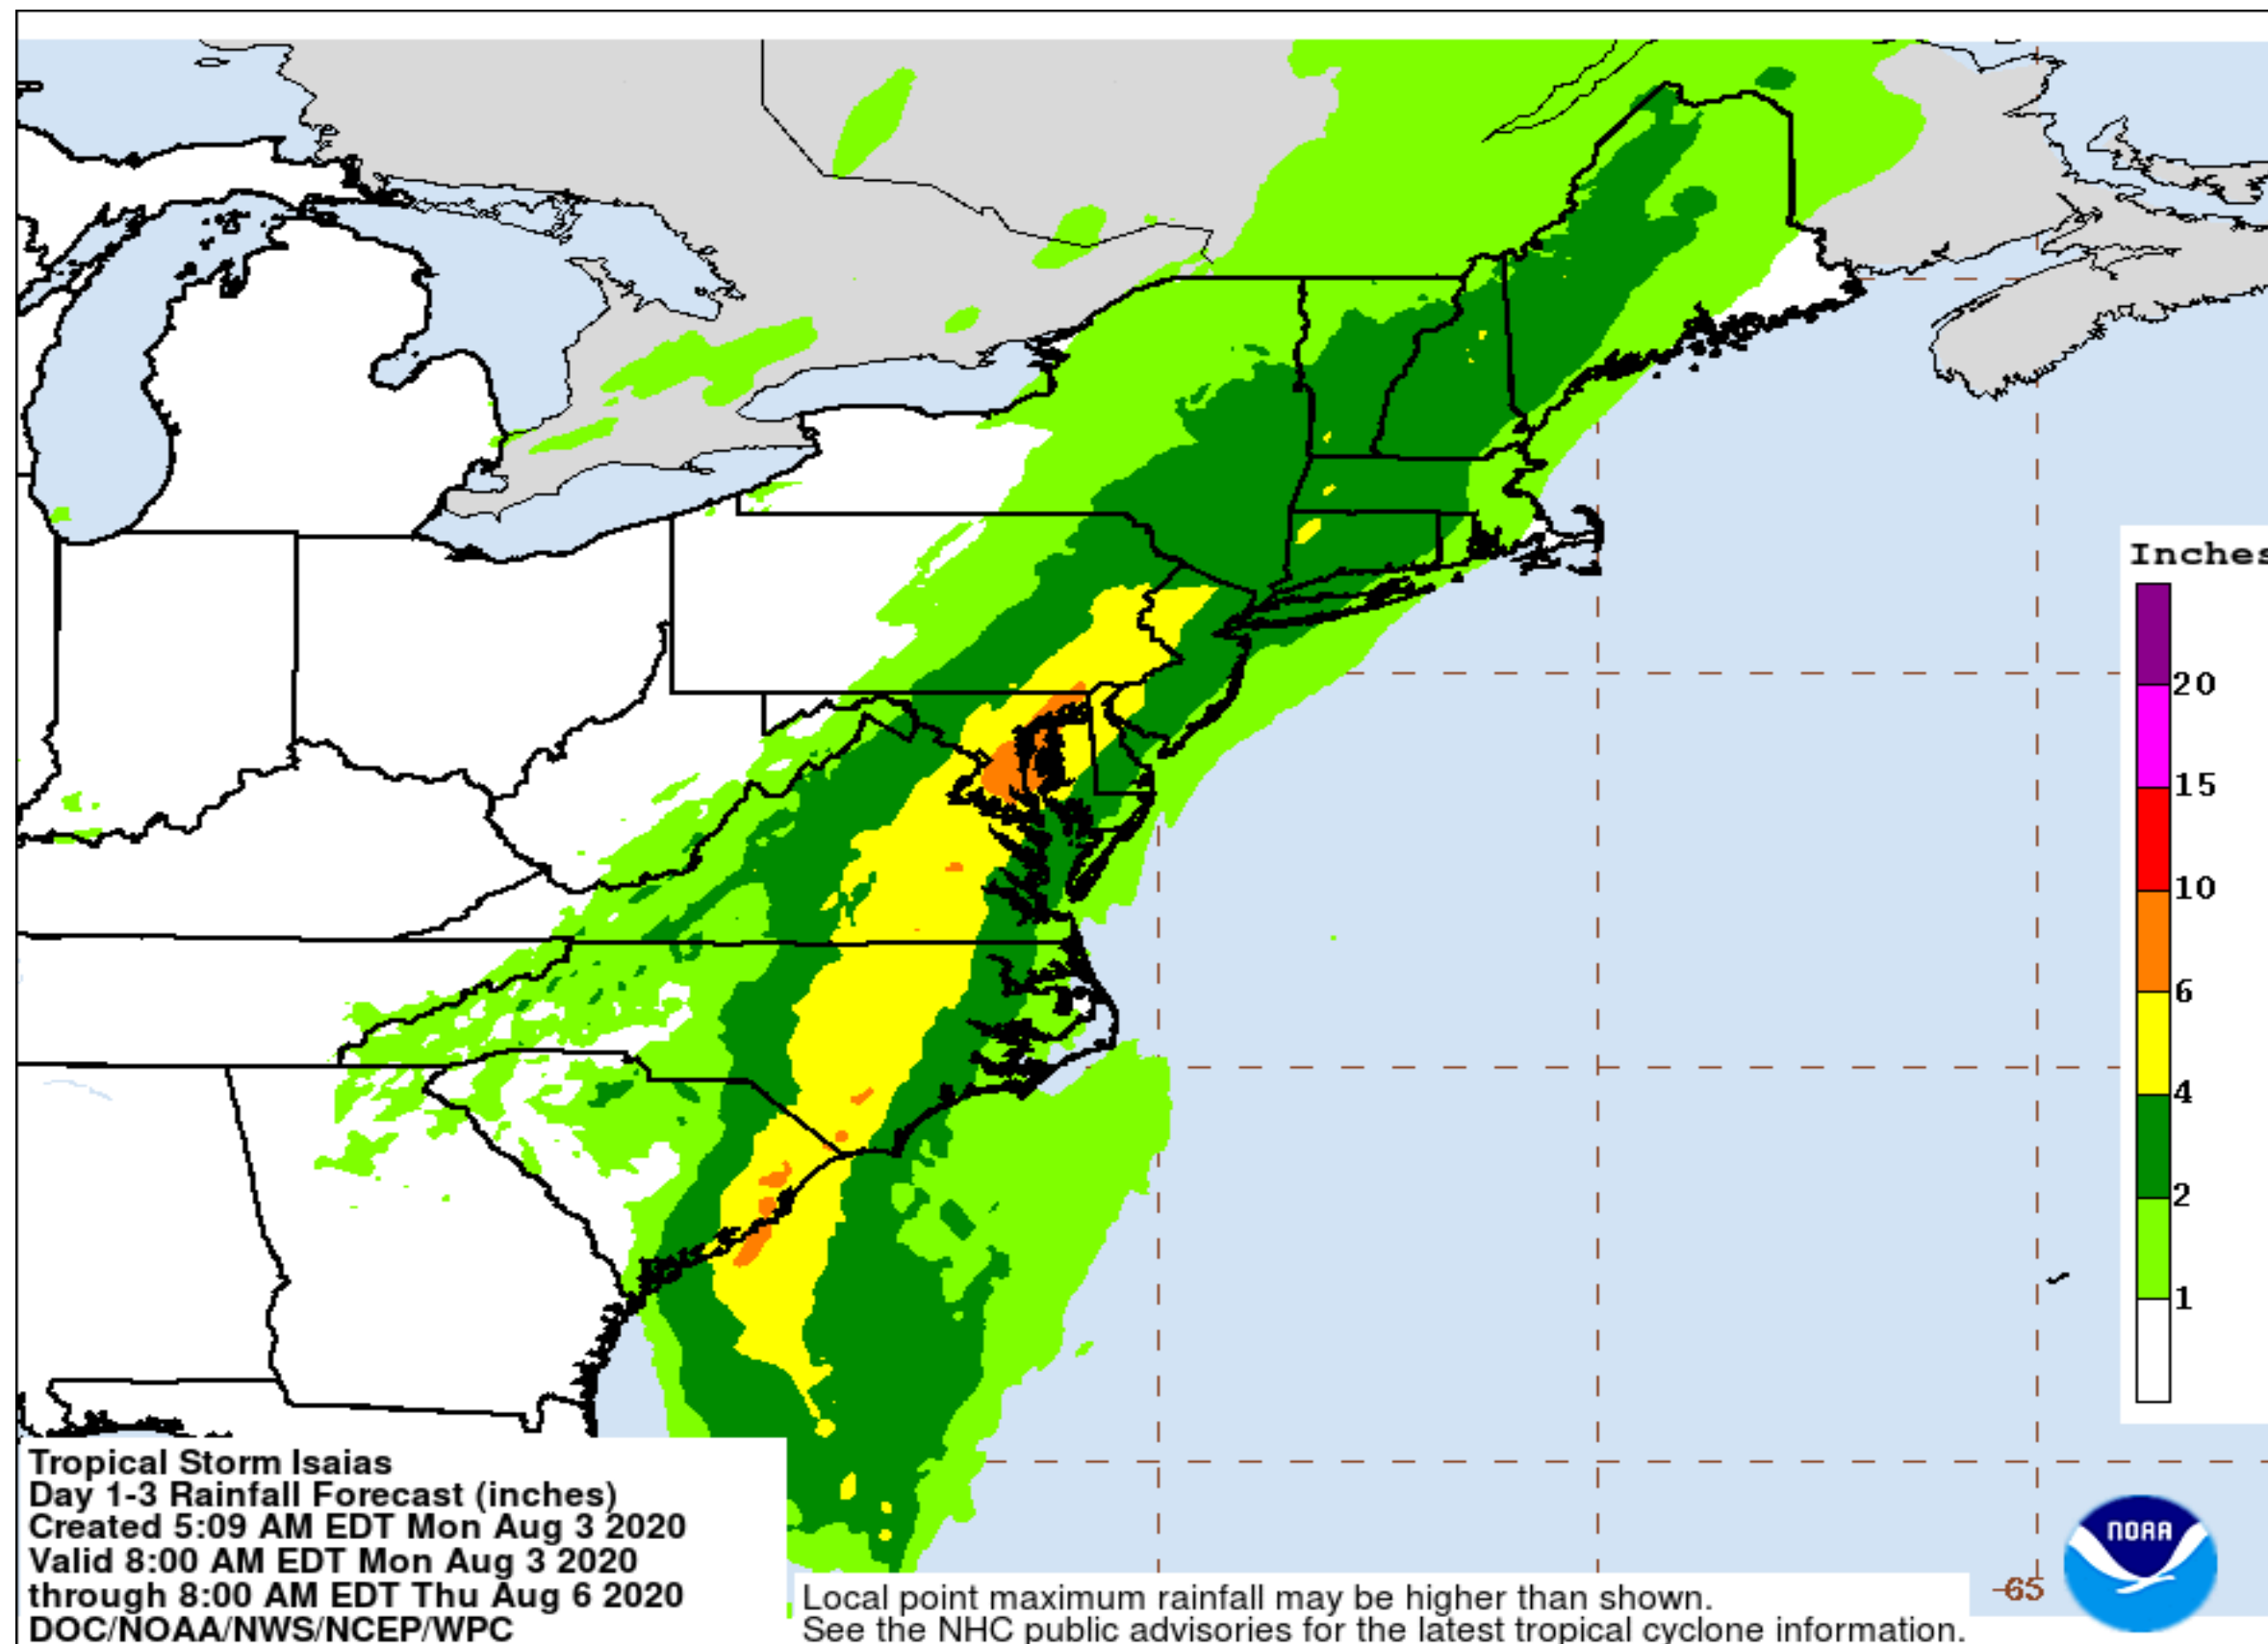 Inches
20
15
10
6
4
2
1
Tropical Storm Isaias
Day 1-3 Rainfall Forecast (inches)
Created 5:09 AM EDT Mon Aug 3 2020
Valid 8:00 AM EDT Mon Aug 3 2020
through 8:00 AM EDT Thu Aug 6 2020
DOC/NOAA/NWS/NCEP/WPC
Local point maximum rainfall may be higher than shown.
See the NHC public advisories for the latest tropical cyclone information.
-65
NOAA